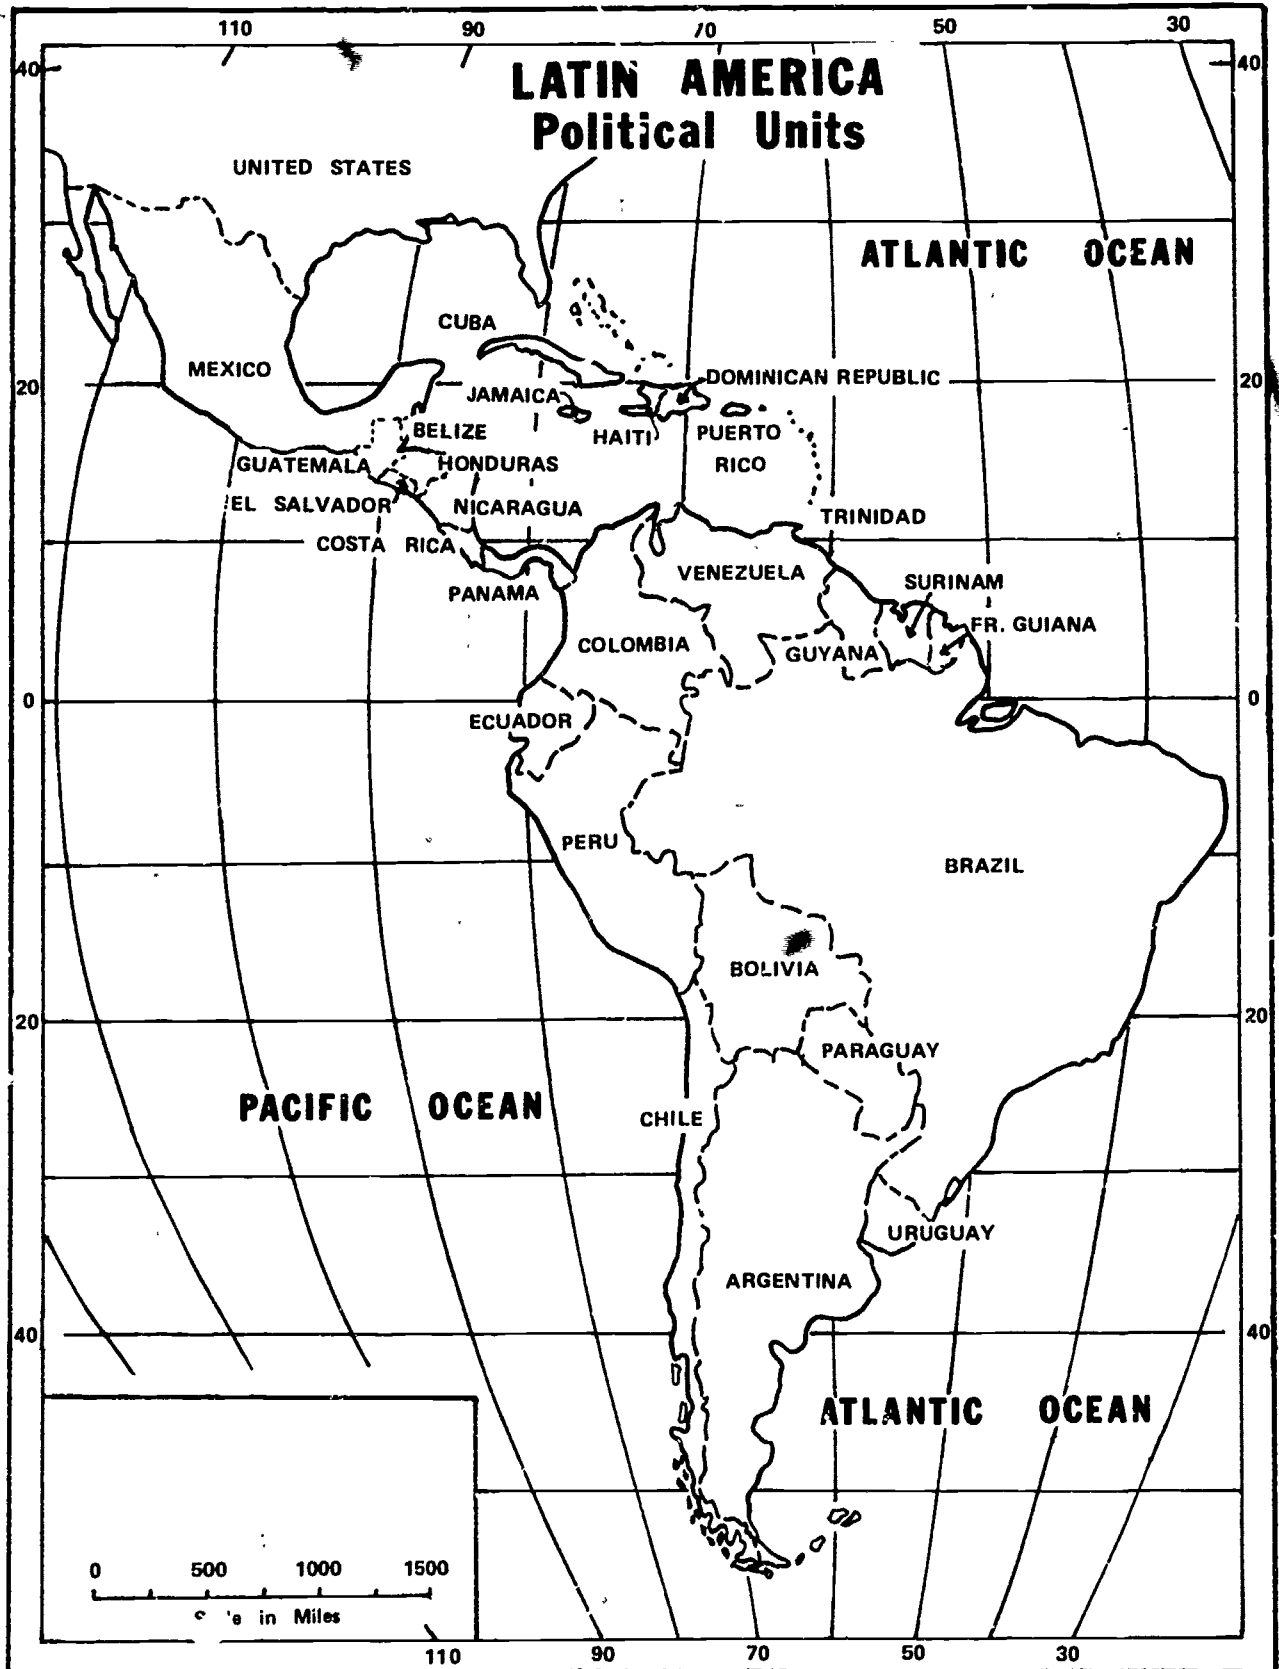 110 90 70 50 30
40 40
LATIN AMERICA
Political Units
UNITED STATES
ATLANTIC OCEAN
CUBA
MEXICO
20 20
DOMINICAN REPUBLIC
JAMAICA
BELIZE
HAITI
PUERTO
RICO
GUATEMALA
HONDURAS
EL SALVADOR
NICARAGUA
TRINIDAD
COSTA RICA
VENEZUELA
SURINAM
PANAMA
FR. GUIANA
COLOMBIA
GUYANA
0 0
ECUADOR
PERU
BRAZIL
BOLIVIA
20 20
PARAGUAY
PACIFIC OCEAN
CHILE
URUGUAY
ARGENTINA
40 40
ATLANTIC OCEAN
0 500 1000 1500
in Miles
110 90 70 50 30